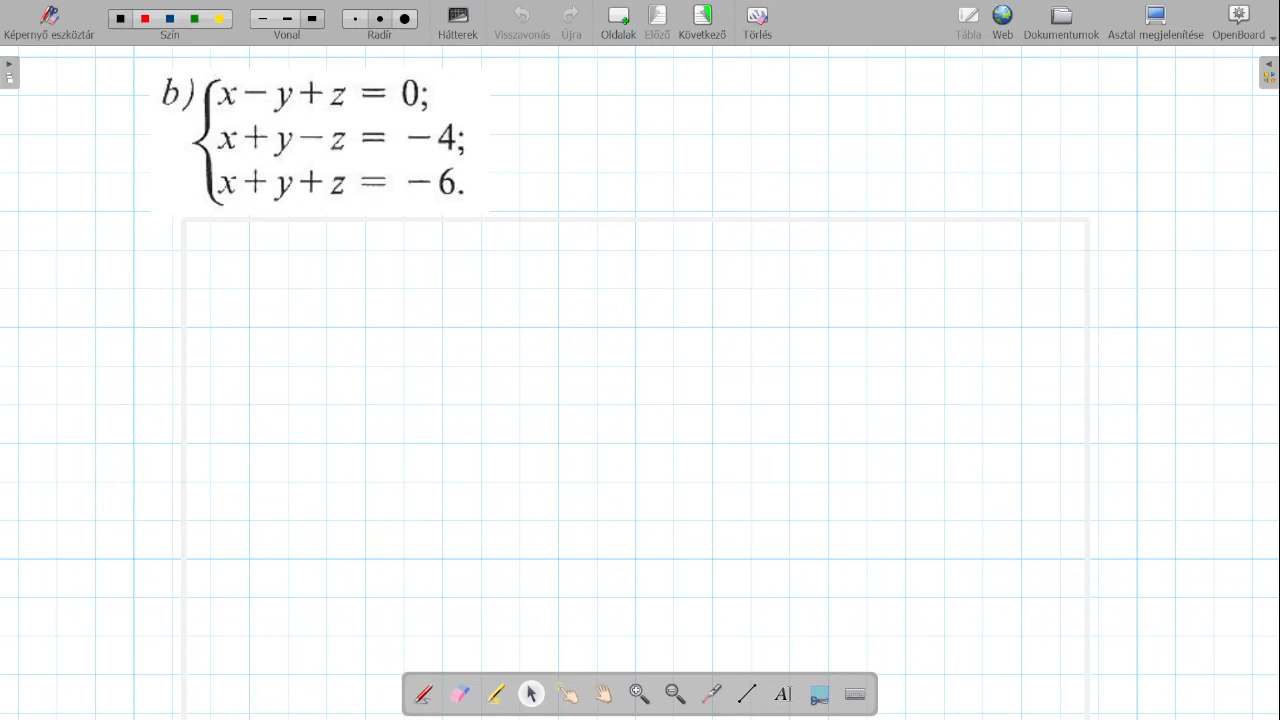 Képernyő eszköztár
Szín
Vonal
Radír
Hátterek
Visszavonás
Újra
Oldalak
Előző
Következő
Törlés
Tábla
Web
Dokumentumok
Asztal megjelenítése
OpenBoard
b) x − y + z = 0;
x + y − z = −4;
x + y + z = −6.
A